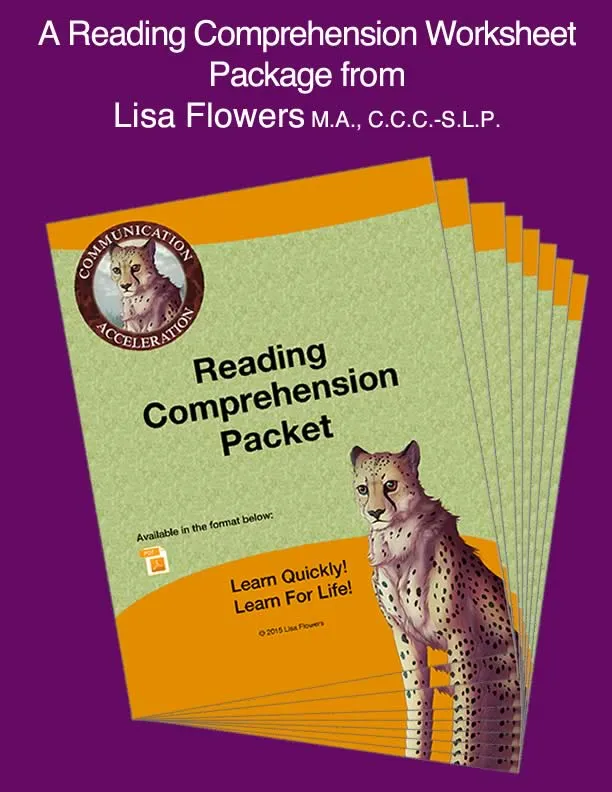 A Reading Comprehension Worksheet
Package from
Lisa Flowers M.A., C.C.C.-S.L.P.
COMMUNICATION
ACCELERATION
Reading
Comprehension
Packet
Available in the format below:
PDF
Learn Quickly!
Learn For Life!
© 2015 Lisa Flowers